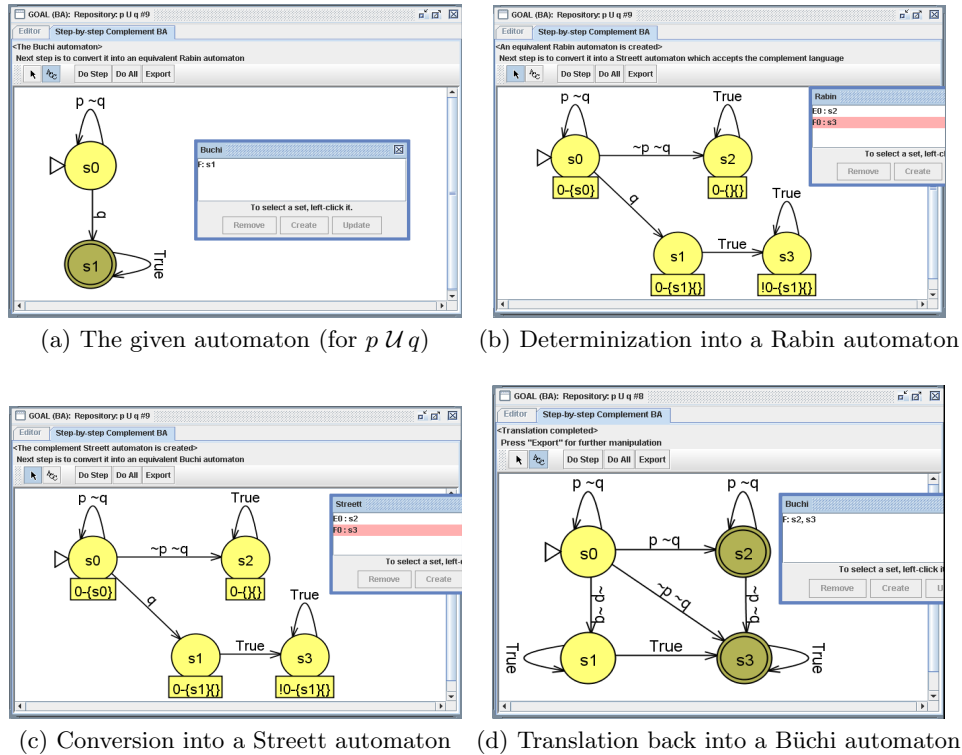 GOAL (BA): Repository: p U q #9
Editor Step-by-step Complement BA
<The Buchi automaton>
Next step is to convert it into an equivalent Rabin automaton
Do Step Do All Export
p ~q
s0
q
s1
True
Buchi
F: s1
To select a set, left-click it.
Remove Create Update
(a) The given automaton (for p U q)
GOAL (BA): Repository: p U q #9
Editor Step-by-step Complement BA
<An equivalent Rabin automaton is created>
Next step is to convert it into a Streett automaton which accepts the complement language
Do Step Do All Export
p ~q
True
s0
~p ~q
s2
0-{s0}
0-{}{}
q
True
s1
True
s3
0-{s1}{}
!0-{s1}{}
Rabin
E0 : s2
F0 : s3
To select a set, left-cl
Remove Create
(b) Determinization into a Rabin automaton
GOAL (BA): Repository: p U q #9
Editor Step-by-step Complement BA
<The complement Streett automaton is created>
Next step is to convert it into an equivalent Buchi automaton
Do Step Do All Export
p ~q
True
s0
~p ~q
s2
0-{s0}
0-{}{}
q
True
s1
True
s3
0-{s1}{}
!0-{s1}{}
Streett
E0 : s2
F0 : s3
To select a set, left-c
Remove Create
(c) Conversion into a Streett automaton
GOAL (BA): Repository: p U q #8
Editor Step-by-step Complement BA
<Translation completed>
Press "Export" for further manipulation
Do Step Do All Export
p ~q
p ~q
s0
p ~q
s2
~p ~q
~p ~q
~p ~q
True
s1
True
s3
True
Buchi
F: s2, s3
To select a set, left-click it
Remove Create U
(d) Translation back into a Büchi automaton